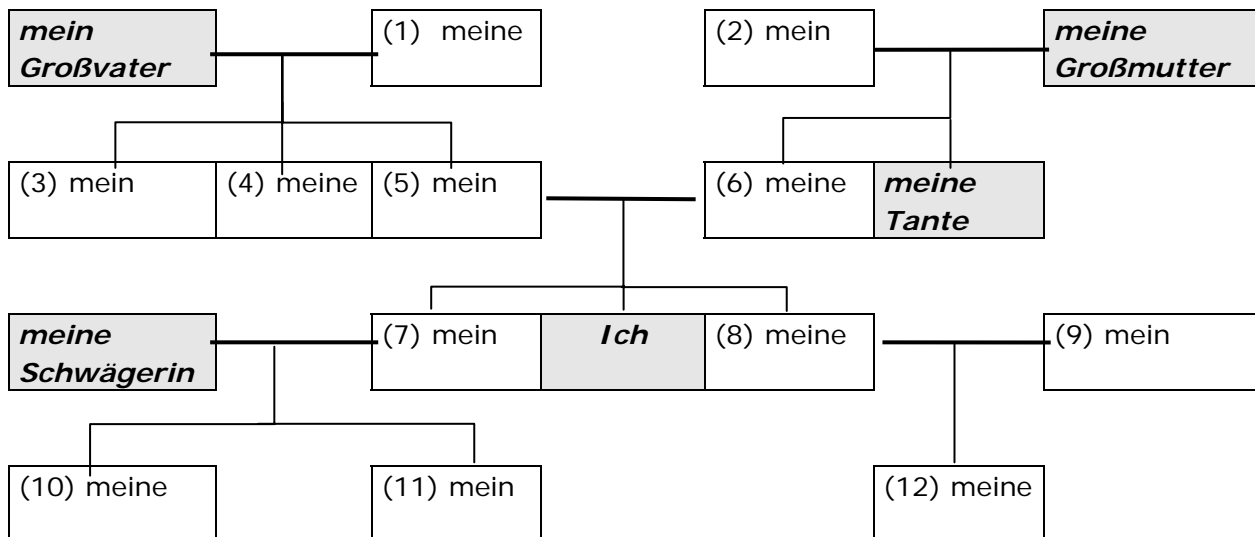 mein
Großvater
(1) meine
(2) mein
meine
Großmutter
(3) mein
(4) meine
(5) mein
(6) meine
meine
Tante
meine
Schwägerin
(7) mein
Ich
(8) meine
(9) mein
(10) meine
(11) mein
(12) meine